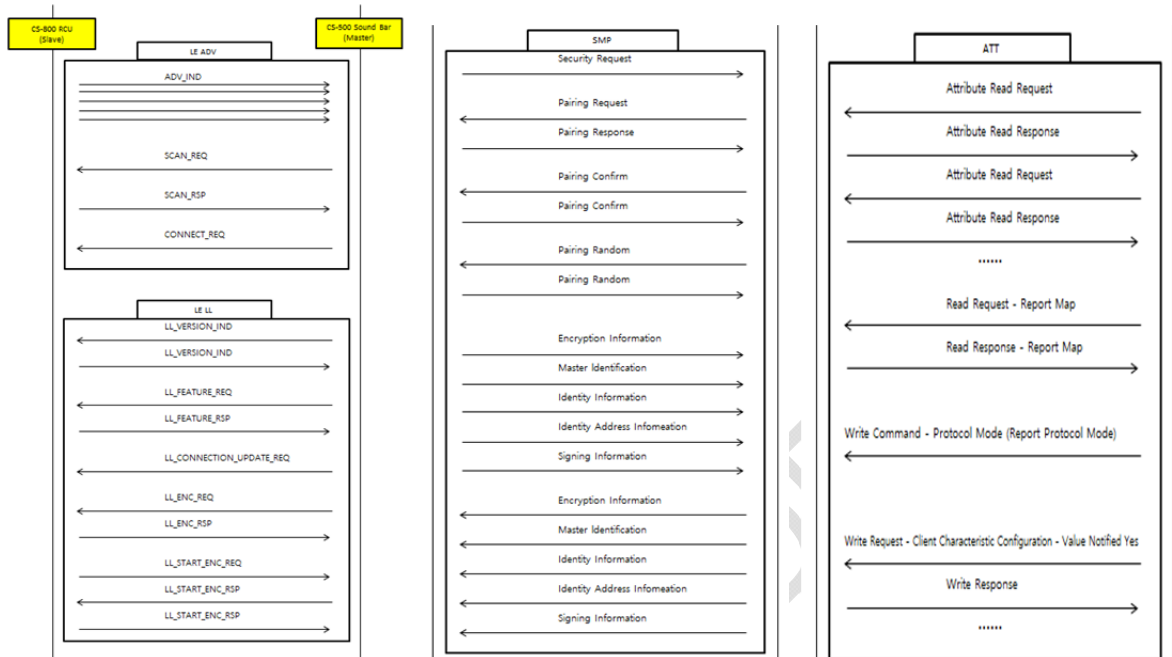 CS-800 RCU
(Slave)
CS-500 Sound Bar
(Master)
LE ADV
ADV_IND
SCAN_REQ
SCAN_RSP
CONNECT_REQ
LE LL
LL_VERSION_IND
LL_VERSION_IND
LL_FEATURE_REQ
LL_FEATURE_RSP
LL_CONNECTION_UPDATE_REQ
LL_ENC_REQ
LL_ENC_RSP
LL_START_ENC_REQ
LL_START_ENC_RSP
LL_START_ENC_RSP
SMP
Security Request
Pairing Request
Pairing Response
Pairing Confirm
Pairing Confirm
Pairing Random
Pairing Random
Encryption Information
Master Identification
Identity Information
Identity Address Infomeation
Signing Information
Encryption Information
Master Identification
Identity Information
Identity Address Infomeation
Signing Information
ATT
Attribute Read Request
Attribute Read Response
Attribute Read Request
Attribute Read Response
......
Read Request - Report Map
Read Response - Report Map
Write Command - Protocol Mode (Report Protocol Mode)
Write Request - Client Characteristic Configuration - Value Notified Yes
Write Response
......